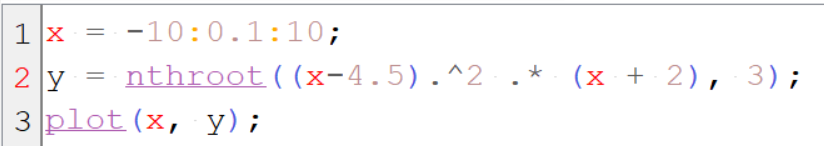 1 x = -10:0.1:10;
2 y = nthroot((x-4.5).^2 .* (x + 2), 3);
3 plot(x, y);